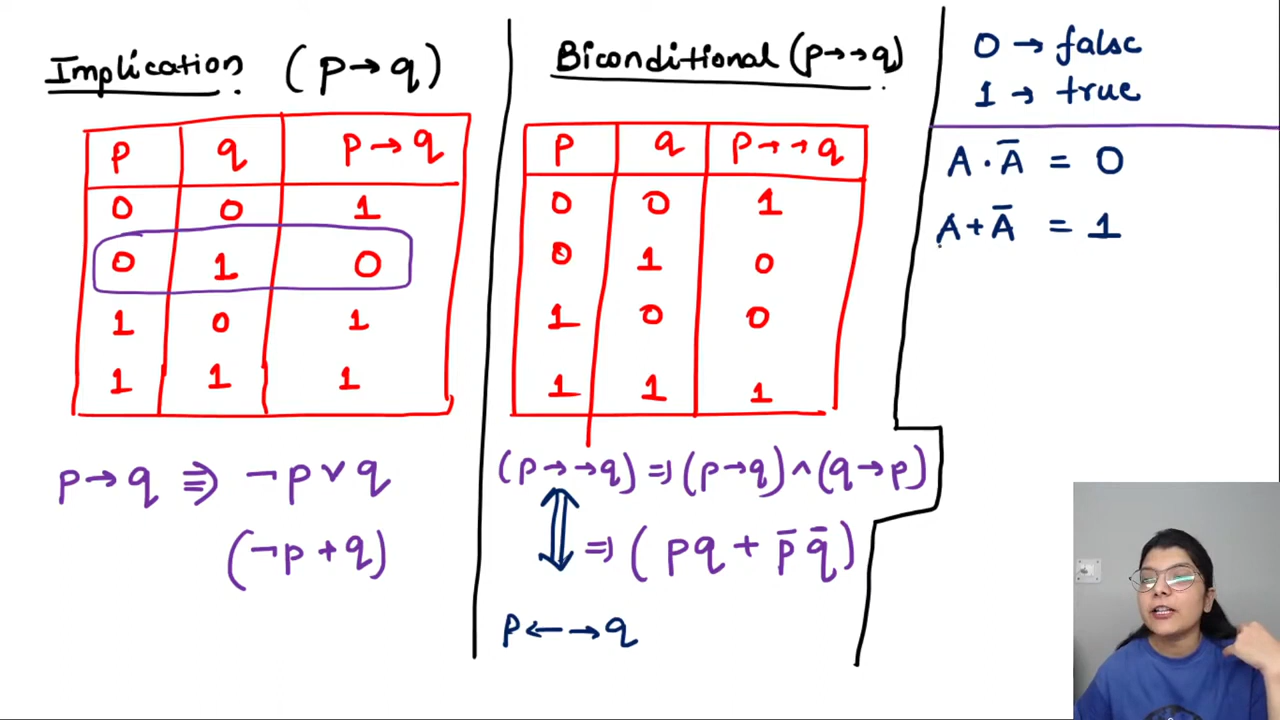 Implication (p→q)
p q p→q
0 0 1
0 1 0
1 0 1
1 1 1
p→q ⇛ ¬p∨q
(¬p+q)
Biconditional (p→→q)
p q p→→q
0 0 1
0 1 0
1 0 0
1 1 1
(p→→q) ⇒ (p→q)∧(q→p)
⇒ (pq + p̄ q̄)
p←→q
0 → false
1 → true
A · Ā = 0
A + Ā = 1